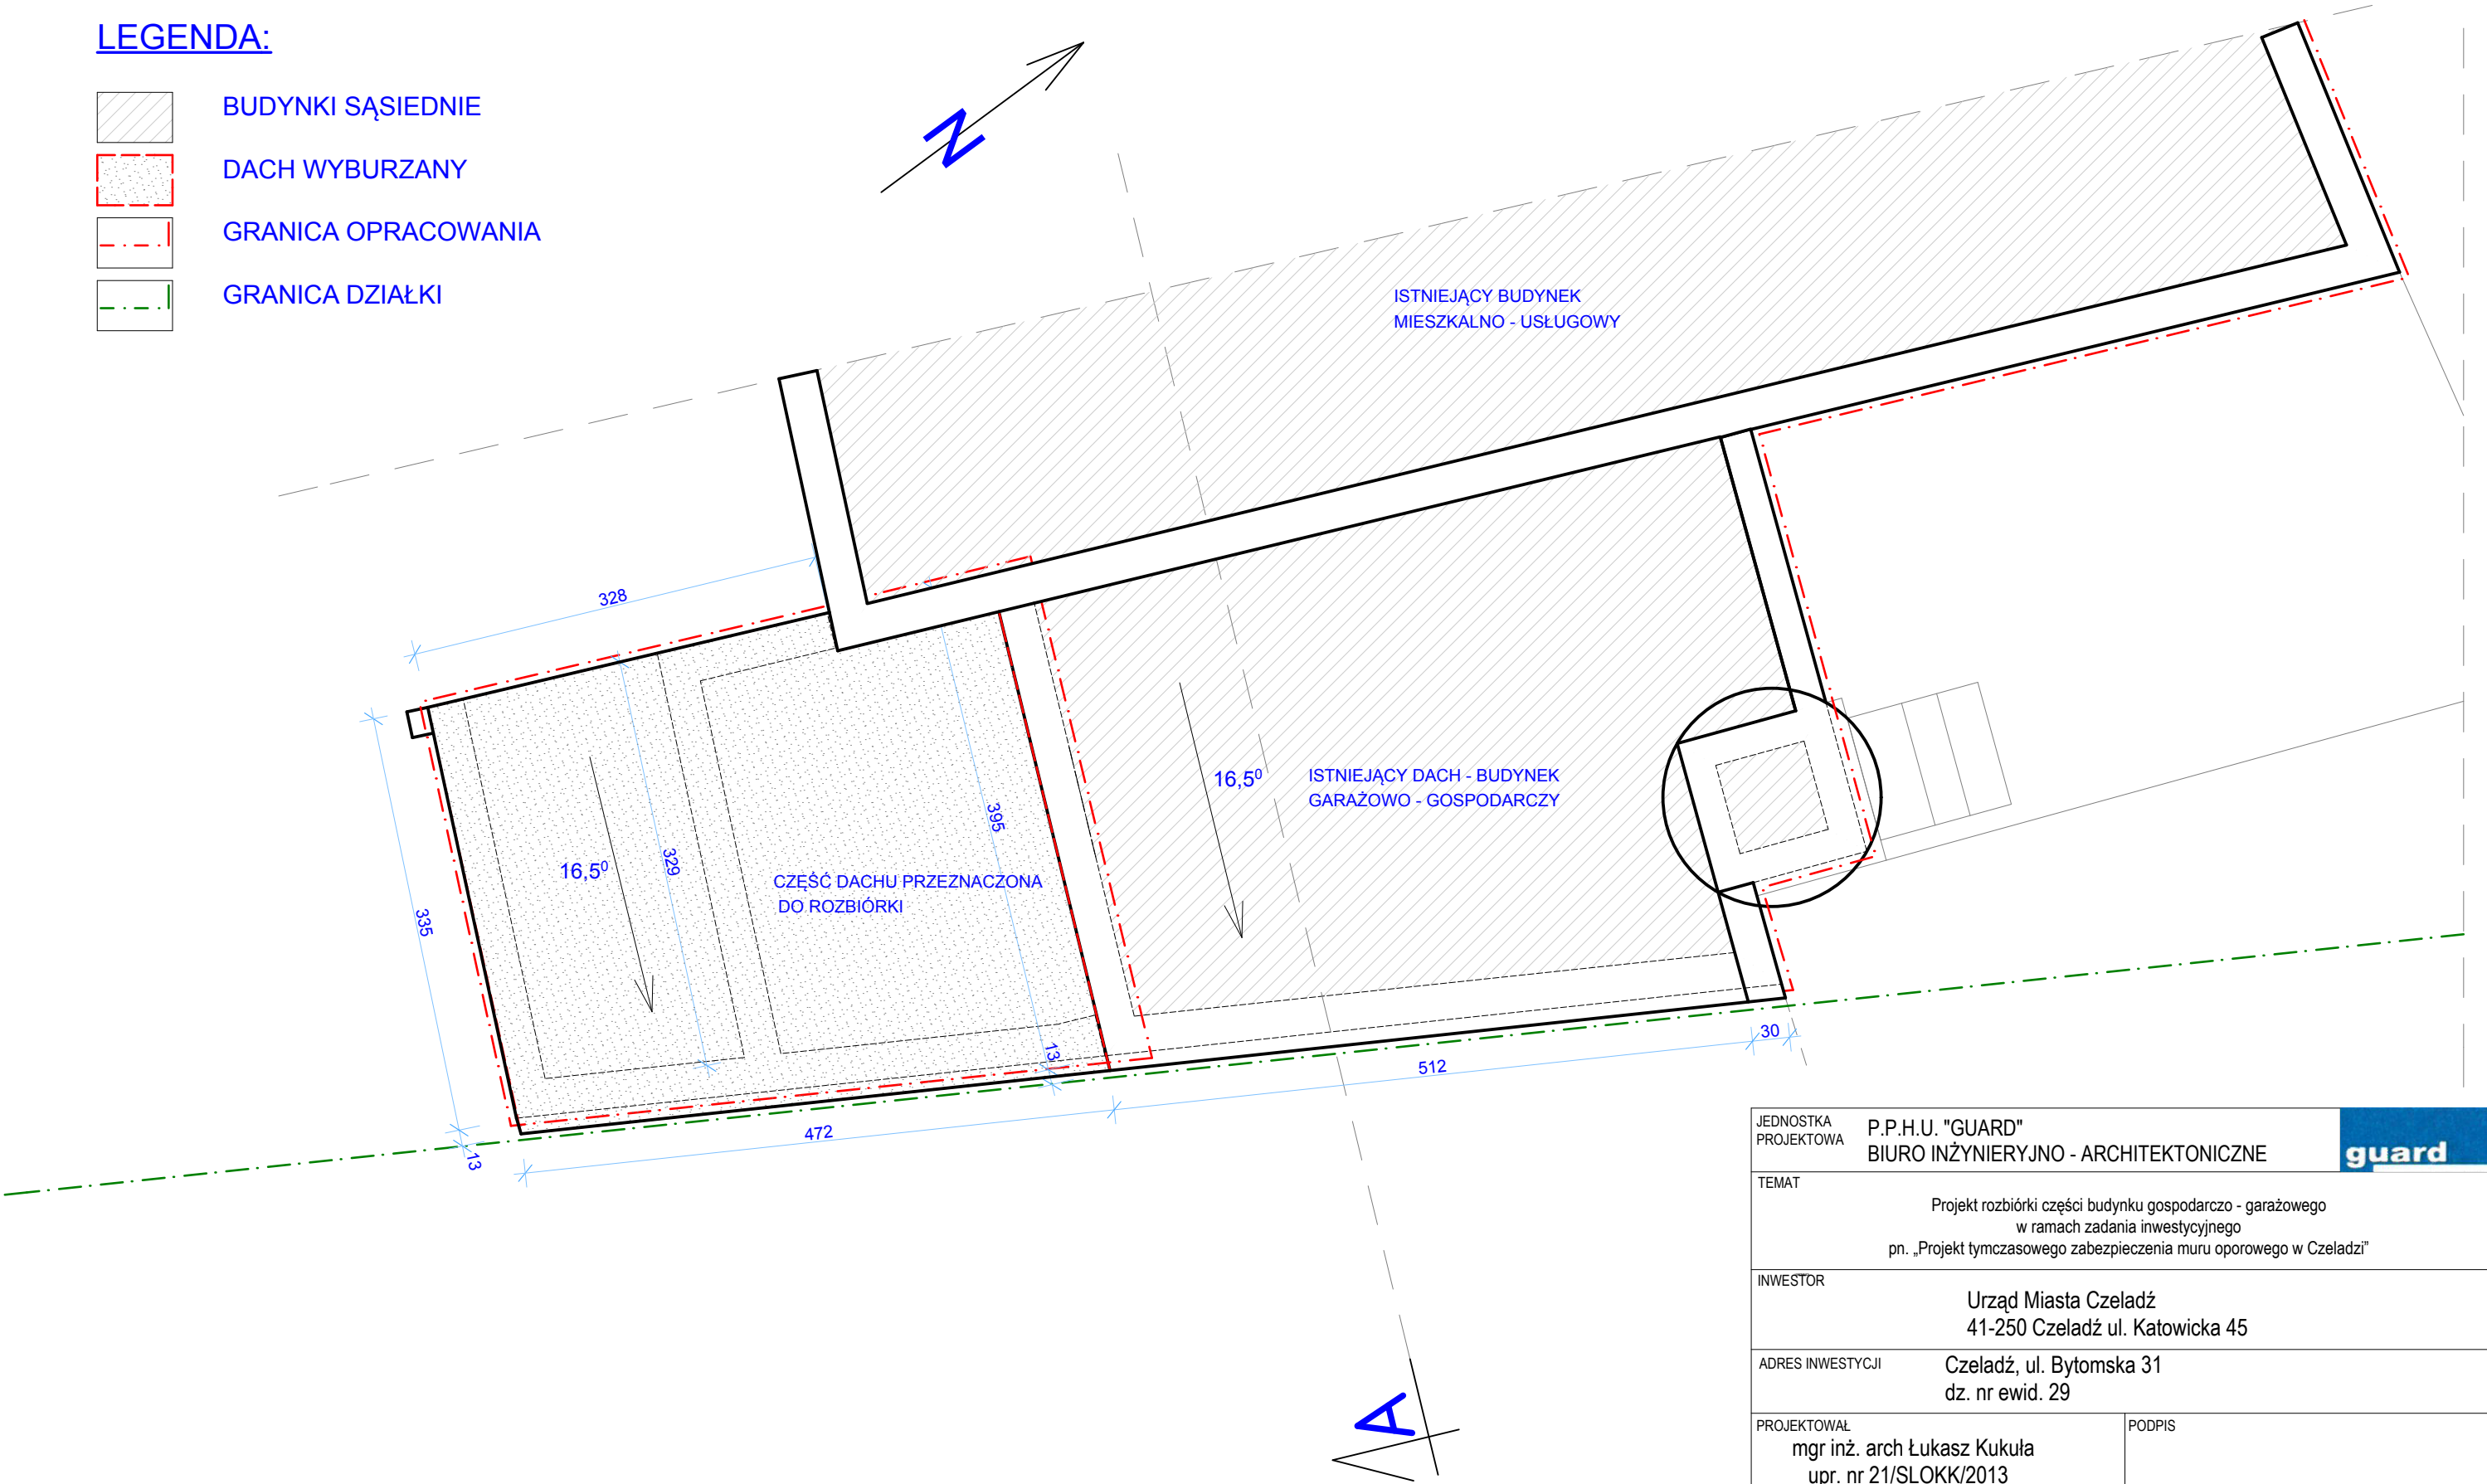 LEGENDA:
BUDYNKI SĄSIEDNIE
DACH WYBURZANY
GRANICA OPRACOWANIA
GRANICA DZIAŁKI
N
ISTNIEJĄCY BUDYNEK
MIESZKALNO - USŁUGOWY
328
335
329
395
16,5⁰
16,5⁰
ISTNIEJĄCY DACH - BUDYNEK
GARAŻOWO - GOSPODARCZY
CZĘŚĆ DACHU PRZEZNACZONA
DO ROZBIÓRKI
13
13
472
512
30
A
JEDNOSTKA
PROJEKTOWA
P.P.H.U. "GUARD"
BIURO INŻYNIERYJNO - ARCHITEKTONICZNE
guard
TEMAT
Projekt rozbiórki części budynku gospodarczo - garażowego
w ramach zadania inwestycyjnego
pn. „Projekt tymczasowego zabezpieczenia muru oporowego w Czeladzi”
INWESTOR
Urząd Miasta Czeladź
41-250 Czeladź ul. Katowicka 45
ADRES INWESTYCJI
Czeladź, ul. Bytomska 31
dz. nr ewid. 29
PROJEKTOWAŁ
mgr inż. arch Łukasz Kukuła
upr. nr 21/SLOKK/2013
PODPIS